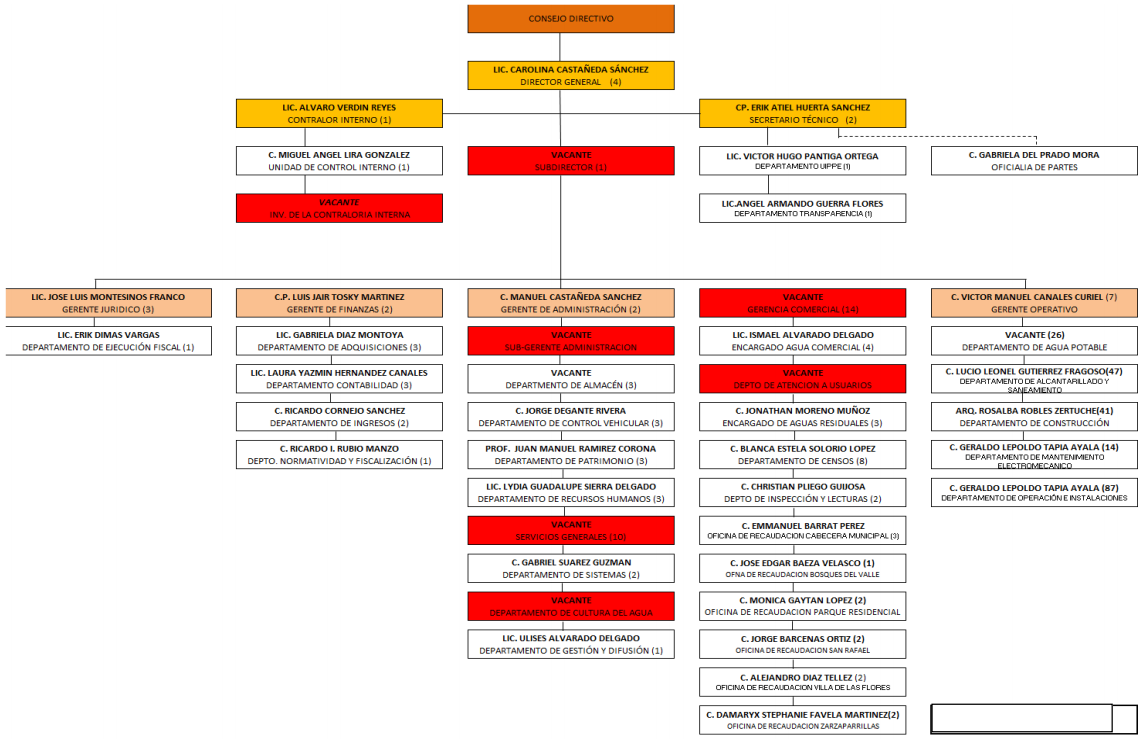 CONSEJO DIRECTIVO
LIC. CAROLINA CASTAÑEDA SÁNCHEZ
DIRECTOR GENERAL (4)
LIC. ALVARO VERDIN REYES
CONTRALOR INTERNO (1)
CP. ERIK ATIEL HUERTA SANCHEZ
SECRETARIO TÉCNICO (2)
C. MIGUEL ANGEL LIRA GONZALEZ
UNIDAD DE CONTROL INTERNO (1)
VACANTE
SUBDIRECTOR (1)
LIC. VICTOR HUGO PANTIGA ORTEGA
DEPARTAMENTO UIPPE (1)
C. GABRIELA DEL PRADO MORA
OFICIALIA DE PARTES
VACANTE
INV. DE LA CONTRALORIA INTERNA
LIC.ANGEL ARMANDO GUERRA FLORES
DEPARTAMENTO TRANSPARENCIA (1)
LIC. JOSE LUIS MONTESINOS FRANCO
GERENTE JURIDICO (3)
LIC. ERIK DIMAS VARGAS
DEPARTAMENTO DE EJECUCIÓN FISCAL (1)
C.P. LUIS JAIR TOSKY MARTINEZ
GERENTE DE FINANZAS (2)
LIC. GABRIELA DIAZ MONTOYA
DEPARTAMENTO DE ADQUISICIONES (3)
LIC. LAURA YAZMIN HERNANDEZ CANALES
DEPARTAMENTO CONTABILIDAD (3)
C. RICARDO CORNEJO SANCHEZ
DEPARTAMENTO DE INGRESOS (2)
C. RICARDO I. RUBIO MANZO
DEPTO. NORMATIVIDAD Y FISCALIZACIÓN (1)
C. MANUEL CASTAÑEDA SANCHEZ
GERENTE DE ADMINISTRACIÓN (2)
VACANTE
SUB-GERENTE ADMINISTRACION
VACANTE
DEPARTMENTO DE ALMACÉN (3)
C. JORGE DEGANTE RIVERA
DEPARTAMENTO DE CONTROL VEHICULAR (3)
PROF. JUAN MANUEL RAMIREZ CORONA
DEPARTAMENTO DE PATRIMONIO (3)
LIC. LYDIA GUADALUPE SIERRA DELGADO
DEPARTAMENTO DE RECURSOS HUMANOS (3)
VACANTE
SERVICIOS GENERALES (10)
C. GABRIEL SUAREZ GUZMAN
DEPARTAMENTO DE SISTEMAS (2)
VACANTE
DEPARTAMENTO DE CULTURA DEL AGUA
LIC. ULISES ALVARADO DELGADO
DEPARTAMENTO DE GESTIÓN Y DIFUSIÓN (1)
VACANTE
GERENCIA COMERCIAL (14)
LIC. ISMAEL ALVARADO DELGADO
ENCARGADO AGUA COMERCIAL (4)
VACANTE
DEPTO DE ATENCION A USUARIOS
C. JONATHAN MORENO MUÑOZ
ENCARGADO DE AGUAS RESIDUALES (3)
C. BLANCA ESTELA SOLORIO LOPEZ
DEPARTAMENTO DE CENSOS (8)
C. CHRISTIAN PLIEGO GUIJOSA
DEPTO DE INSPECCIÓN Y LECTURAS (2)
C. EMMANUEL BARRAT PEREZ
OFICINA DE RECAUDACION CABECERA MUNICIPAL (3)
C. JOSE EDGAR BAEZA VELASCO (1)
OFNA DE RECAUDACION BOSQUES DEL VALLE
C. MONICA GAYTAN LOPEZ (2)
OFICINA DE RECAUDACION PARQUE RESIDENCIAL
C. JORGE BARCENAS ORTIZ (2)
OFICINA DE RECAUDACION SAN RAFAEL
C. ALEJANDRO DIAZ TELLEZ (2)
OFICINA DE RECAUDACION VILLA DE LAS FLORES
C. DAMARYX STEPHANIE FAVELA MARTINEZ(2)
OFICINA DE RECAUDACION ZARZAPARRILLAS
C. VICTOR MANUEL CANALES CURIEL (7)
GERENTE OPERATIVO
VACANTE (26)
DEPARTAMENTO DE AGUA POTABLE
C. LUCIO LEONEL GUTIERREZ FRAGOSO(47)
DEPARTAMENTO DE ALCANTARILLADO Y
SANEAMIENTO
ARQ. ROSALBA ROBLES ZERTUCHE(41)
DEPARTAMENTO DE CONSTRUCCIÓN
C. GERALDO LEPOLDO TAPIA AYALA (14)
DEPARTAMENTO DE MANTENIMIENTO
ELECTROMECANICO
C. GERALDO LEPOLDO TAPIA AYALA (87)
DEPARTAMENTO DE OPERACIÓN E INSTALACIONES